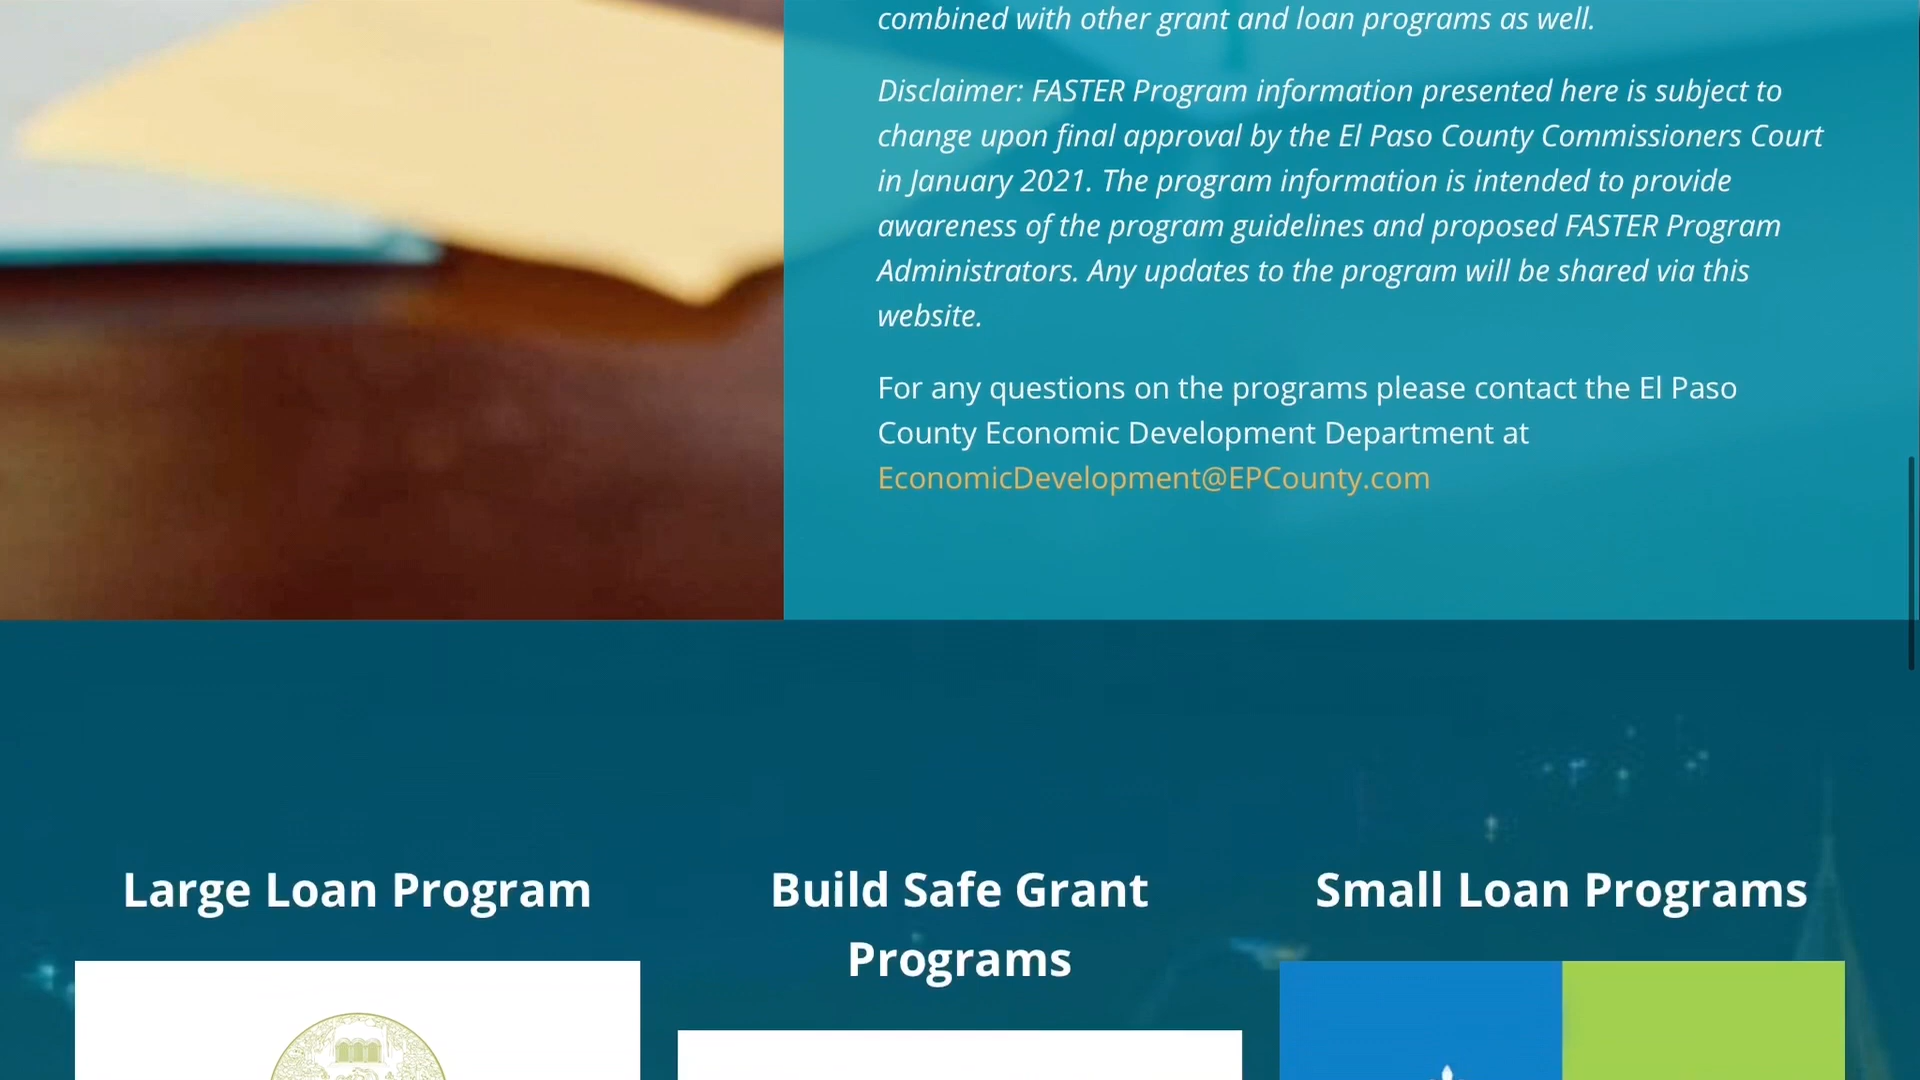 combined with other grant and loan programs as well.
Disclaimer: FASTER Program information presented here is subject to
change upon final approval by the El Paso County Commissioners Court
in January 2021. The program information is intended to provide
awareness of the program guidelines and proposed FASTER Program
Administrators. Any updates to the program will be shared via this
website.
For any questions on the programs please contact the El Paso
County Economic Development Department at
EconomicDevelopment@EPCounty.com
Large Loan Program
Build Safe Grant
Programs
Small Loan Programs